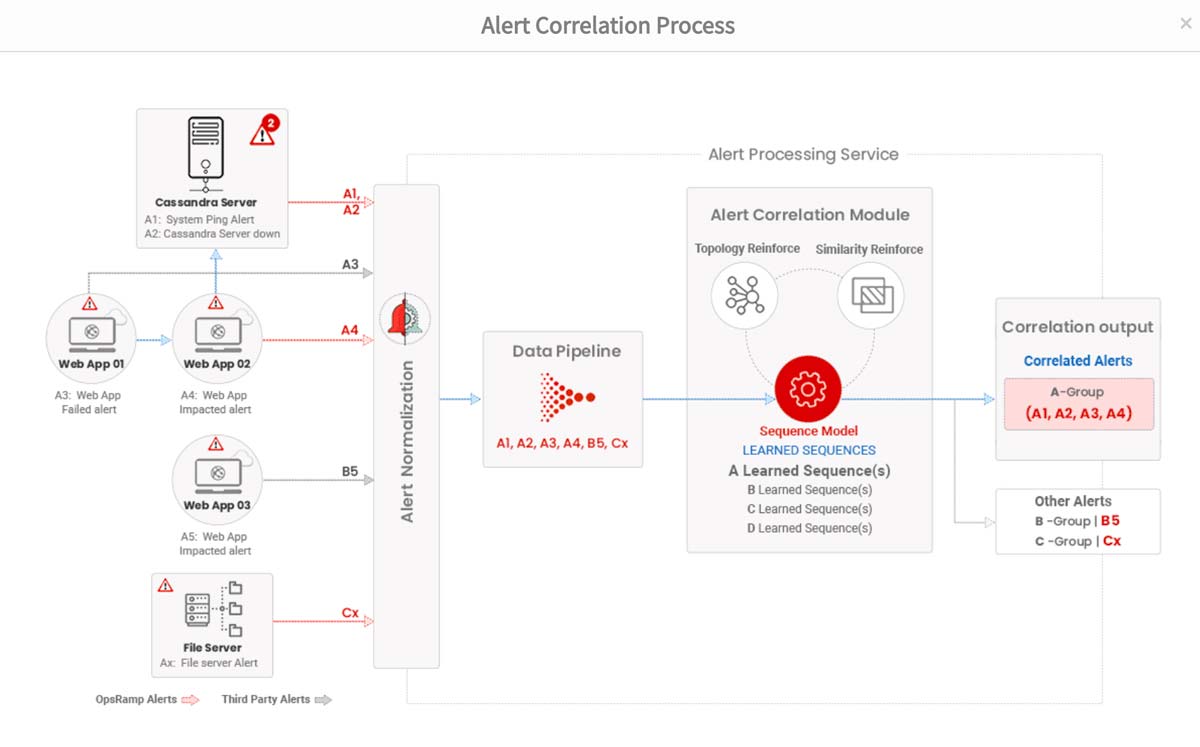 Alert Correlation Process
×
2
Cassandra Server
A1: System Ping Alert
A2: Cassandra Server down
A1,
A2
A3
Web App 01
A3: Web App
Failed alert
Web App 02
A4: Web App
Impacted alert
A4
Web App 03
A5: Web App
Impacted alert
B5
File Server
Ax: File server Alert
Cx
OpsRamp Alerts
Third Party Alerts
Alert Normalization
Alert Processing Service
Data Pipeline
A1, A2, A3, A4, B5, Cx
Alert Correlation Module
Topology Reinforce
Similarity Reinforce
Sequence Model
LEARNED SEQUENCES
A Learned Sequence(s)
B Learned Sequence(s)
C Learned Sequence(s)
D Learned Sequence(s)
Correlation output
Correlated Alerts
A-Group
(A1, A2, A3, A4)
Other Alerts
B -Group | B5
C -Group | Cx